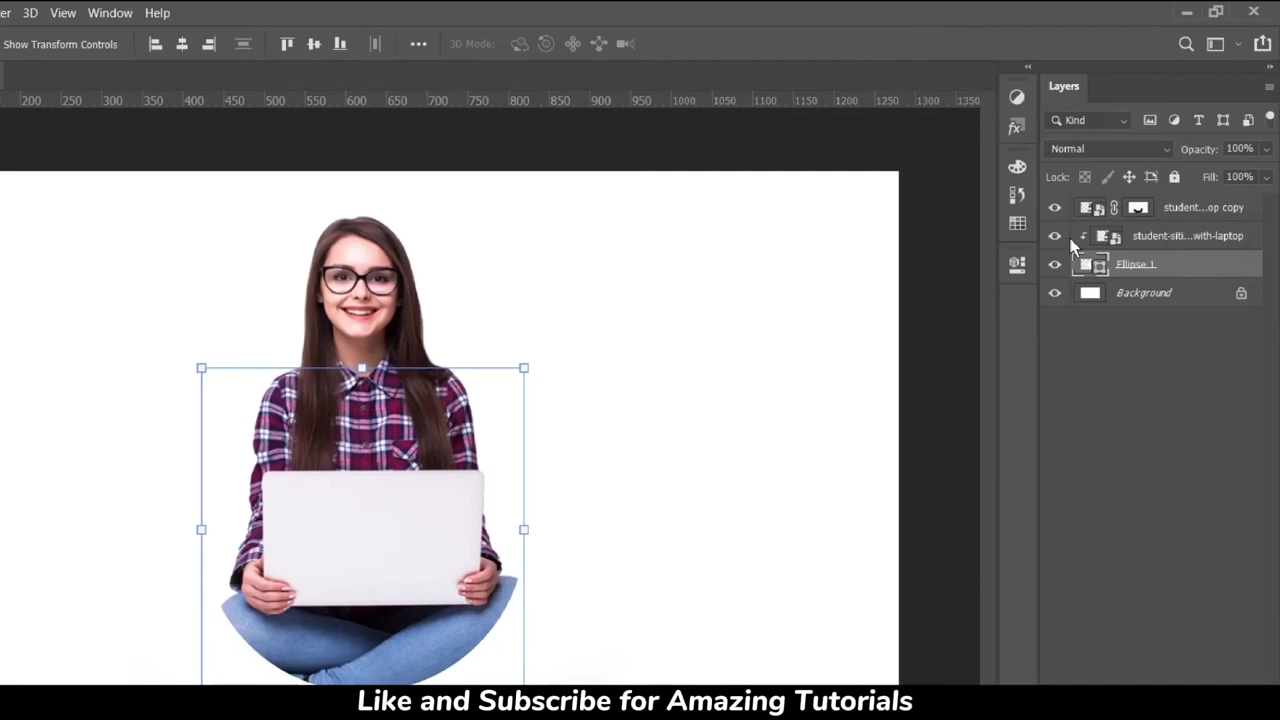 er 3D View Window Help
Show Transform Controls 3D Mode:
200 250 300 350 400 450 500 550 600 650 700 750 800 850 900 950 1000 1050 1100 1150 1200 1250 1300 1350
Layers
Kind
Normal Opacity: 100%
Lock: Fill: 100%
student...op copy
student-siti...with-laptop
Ellipse 1
Background
Like and Subscribe for Amazing Tutorials